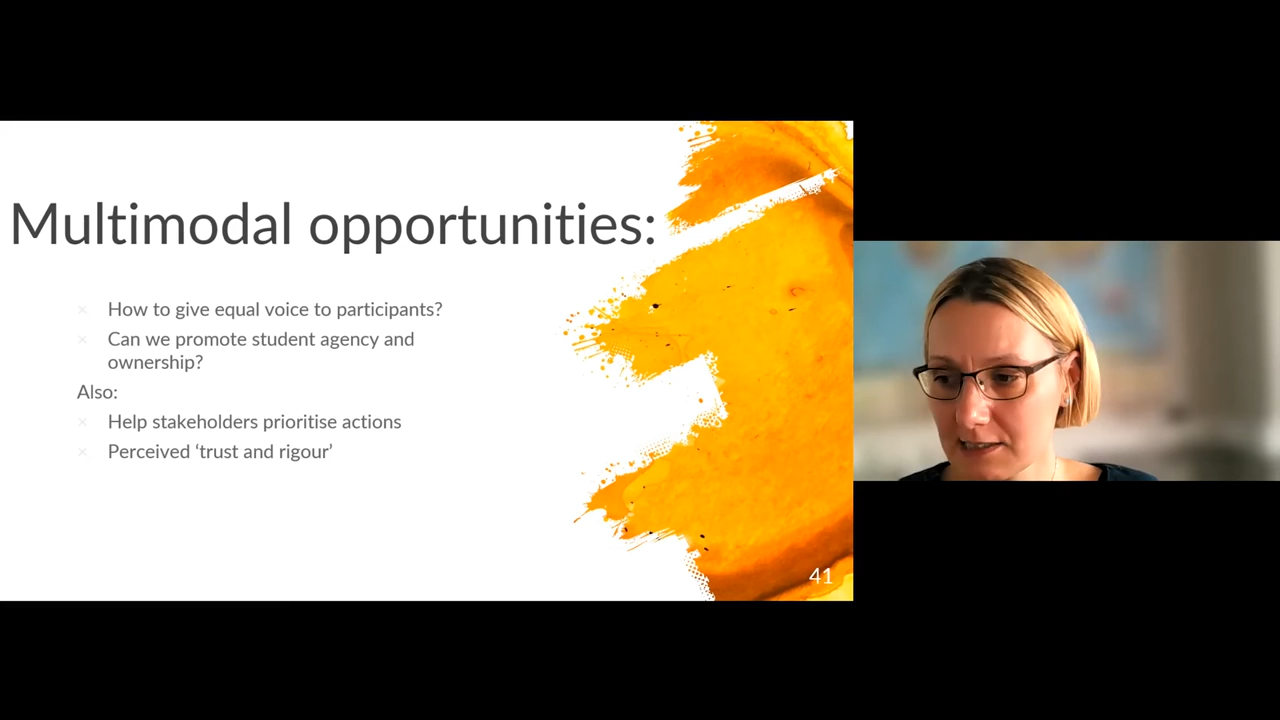 Multimodal opportunities:
× How to give equal voice to participants?
× Can we promote student agency and
ownership?
Also:
× Help stakeholders prioritise actions
× Perceived ‘trust and rigour’
41